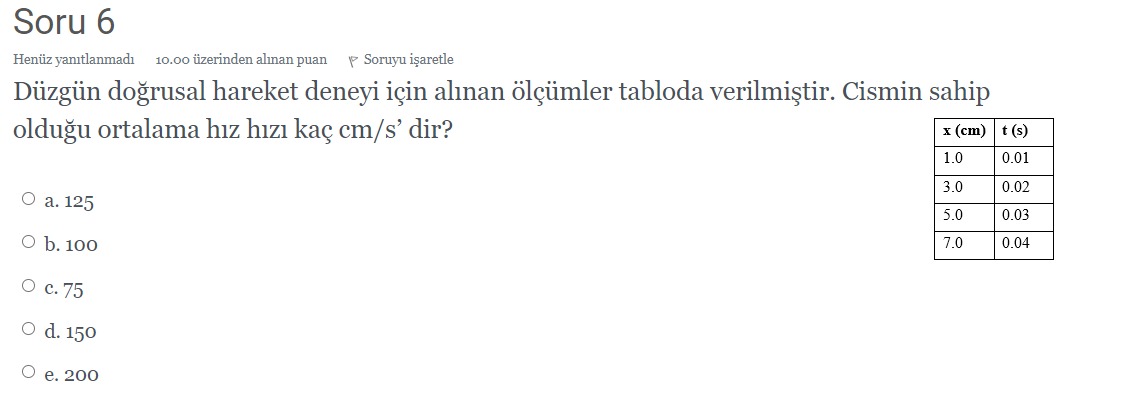 Soru 6
Henüz yanıtlanmadı 10.00 üzerinden alınan puan Soruyu işaretle
Düzgün doğrusal hareket deneyi için alınan ölçümler tabloda verilmiştir. Cismin sahip
olduğu ortalama hız hızı kaç cm/s’ dir?
x (cm) t (s)
1.0 0.01
3.0 0.02
5.0 0.03
7.0 0.04
a. 125
b. 100
c. 75
d. 150
e. 200